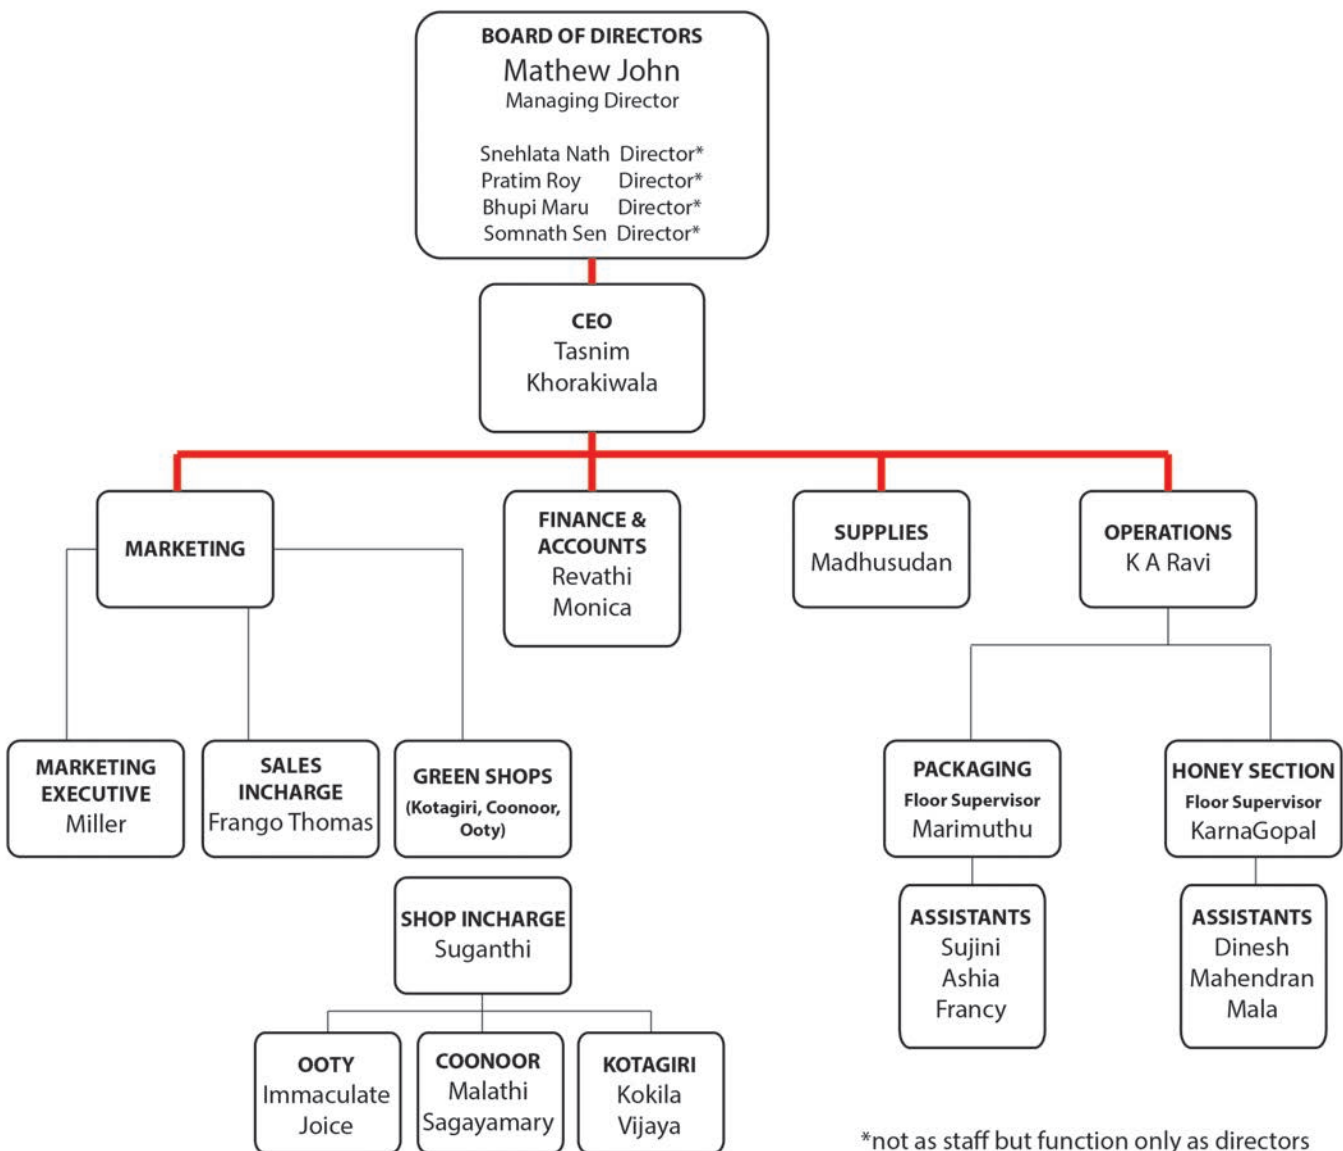 BOARD OF DIRECTORS
Mathew John
Managing Director
Snehlata Nath Director*
Pratim Roy Director*
Bhupi Maru Director*
Somnath Sen Director*
CEO
Tasnim
Khorakiwala
MARKETING
FINANCE &
ACCOUNTS
Revathi
Monica
SUPPLIES
Madhusudan
OPERATIONS
K A Ravi
MARKETING
EXECUTIVE
Miller
SALES
INCHARGE
Frango Thomas
GREEN SHOPS
(Kotagiri, Coonoor,
Ooty)
PACKAGING
Floor Supervisor
Marimuthu
HONEY SECTION
Floor Supervisor
KarnaGopal
SHOP INCHARGE
Suganthi
ASSISTANTS
Sujini
Ashia
Francy
ASSISTANTS
Dinesh
Mahendran
Mala
OOTY
Immaculate
Joice
COONOOR
Malathi
Sagayamary
KOTAGIRI
Kokila
Vijaya
*not as staff but function only as directors